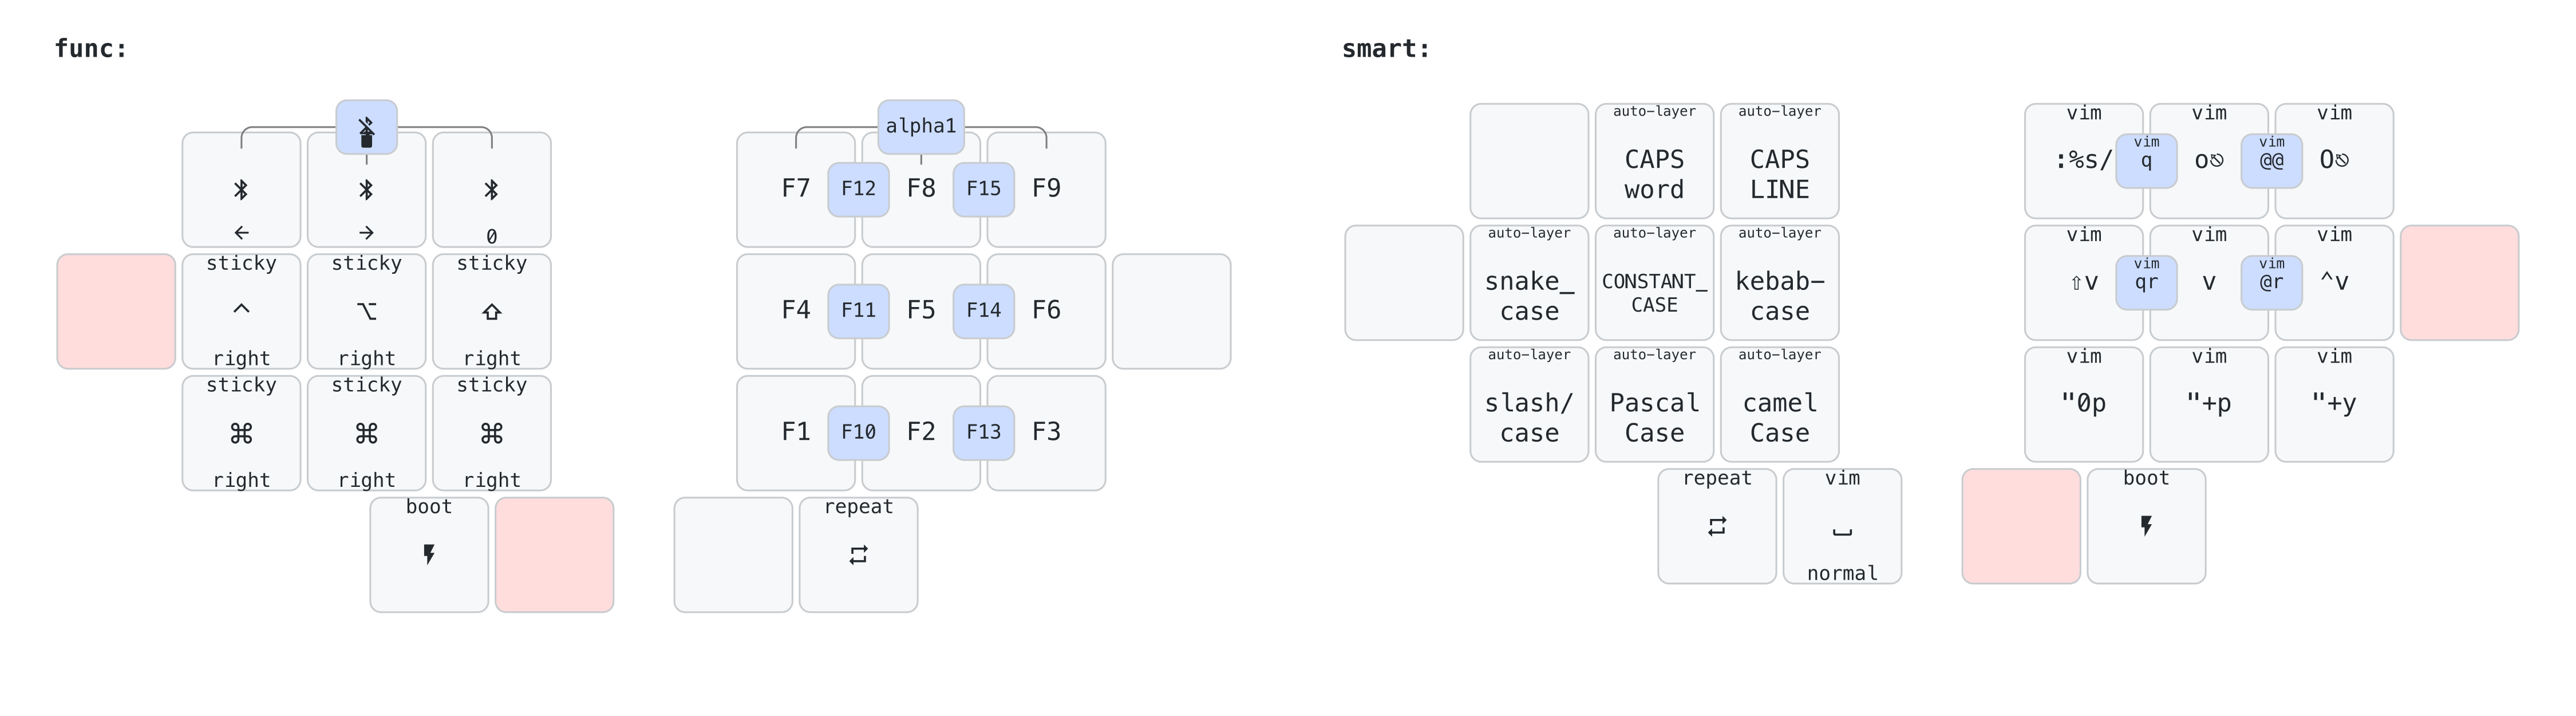 func:
alpha1
F7 F12 F8 F15 F9
← → 0
sticky sticky sticky
^ ⌥ ⇧
F4 F11 F5 F14 F6
right right right
sticky sticky sticky
⌘ ⌘ ⌘
F1 F10 F2 F13 F3
right right right
boot
repeat
smart:
auto-layer auto-layer
CAPS CAPS
word LINE
vim vim vim vim vim
:%s/ q o⎋ @@ O⎋
auto-layer auto-layer auto-layer
snake_ CONSTANT_ kebab-
case CASE case
vim vim vim vim vim
⇧v qr v @r ^v
auto-layer auto-layer auto-layer
slash/ Pascal camel
case Case Case
vim vim vim
"0p "+p "+y
repeat vim
␣
normal
boot